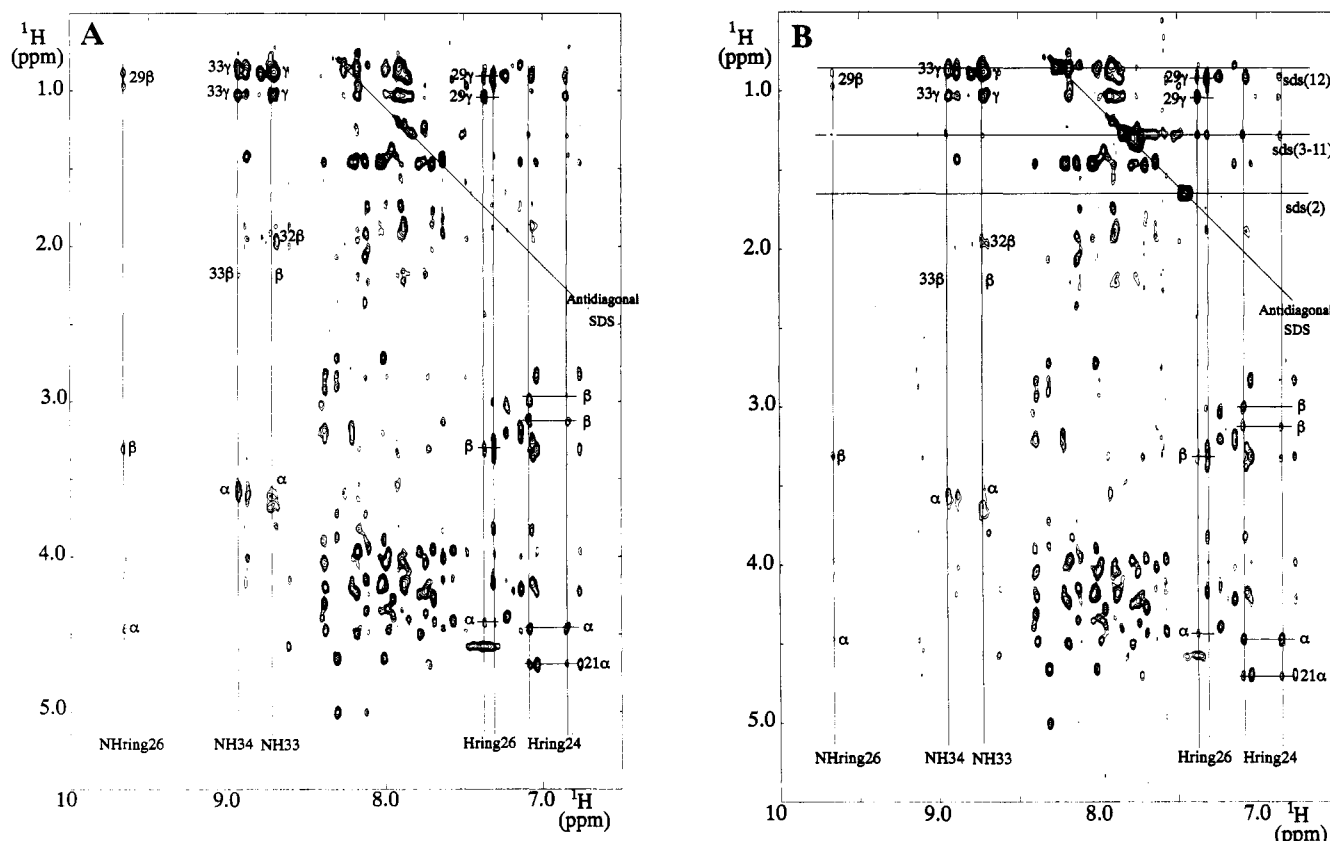 A
¹H
(ppm)
1.0
2.0
3.0
4.0
5.0
29β
33γ
γ
33γ
γ
29γ
29γ
32β
33β
β
Antidiagonal
SDS
β
β
β
β
α
α
α
α
α
21α
NHring26
NH34
NH33
Hring26
Hring24
10
9.0
8.0
7.0
¹H
(ppm)
B
¹H
(ppm)
1.0
2.0
3.0
4.0
5.0
29β
33γ
γ
33γ
γ
29γ
29γ
sds(12)
sds(3-11)
sds(2)
32β
33β
β
Antidiagonal
SDS
β
β
β
β
α
α
α
α
α
21α
NHring26
NH34
NH33
Hring26
Hring24
10
9.0
8.0
7.0
¹H
(ppm)